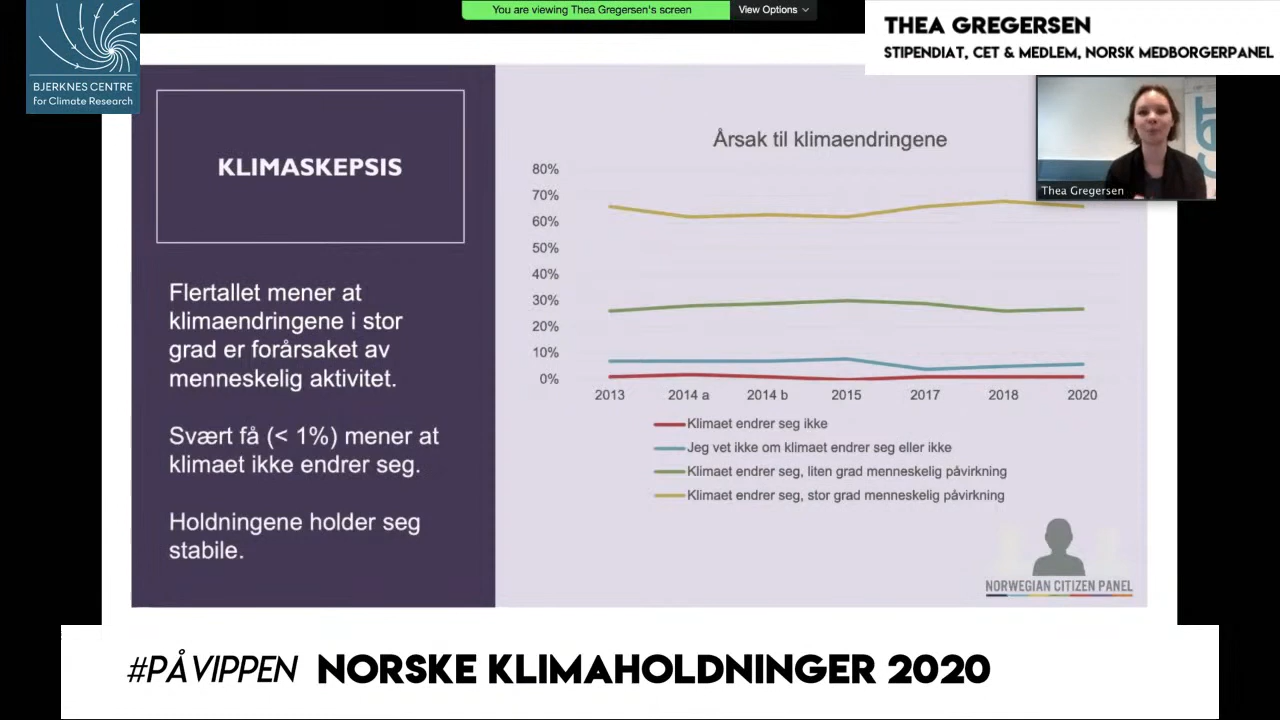 You are viewing Thea Gregersen's screen
View Options
THEA GREGERSEN
STIPENDIAT, CET & MEDLEM, NORSK MEDBORGERPANEL
BJERKNES CENTRE
for Climate Research
Thea Gregersen
KLIMASKEPSIS
Flertallet mener at
klimaendringene i stor
grad er forårsaket av
menneskelig aktivitet.
Svært få (< 1%) mener at
klimaet ikke endrer seg.
Holdningene holder seg
stabile.
Årsak til klimaendringene
80%
70%
60%
50%
40%
30%
20%
10%
0%
2013 2014 a 2014 b 2015 2017 2018 2020
Klimaet endrer seg ikke
Jeg vet ikke om klimaet endrer seg eller ikke
Klimaet endrer seg, liten grad menneskelig påvirkning
Klimaet endrer seg, stor grad menneskelig påvirkning
NORWEGIAN CITIZEN PANEL
#PÅVIPPEN NORSKE KLIMAHOLDNINGER 2020